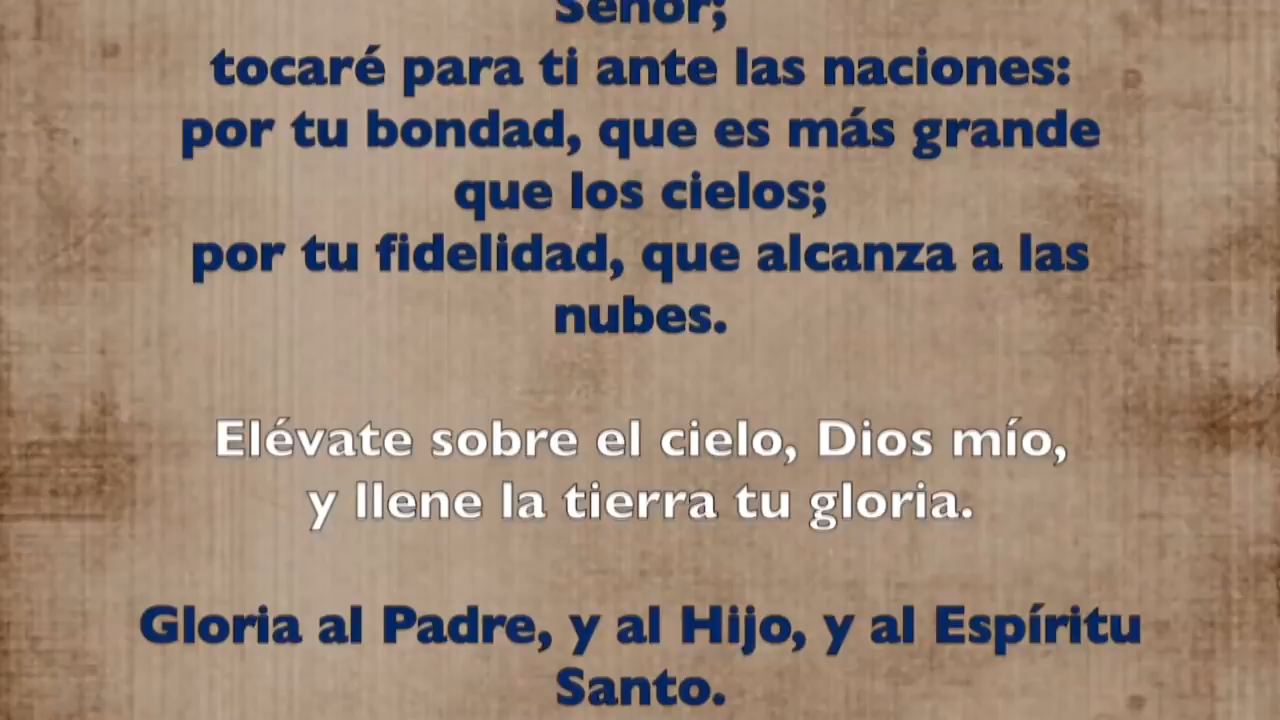 Señor;
tocaré para ti ante las naciones:
por tu bondad, que es más grande
que los cielos;
por tu fidelidad, que alcanza a las
nubes.
Elévate sobre el cielo, Dios mío,
y llene la tierra tu gloria.
Gloria al Padre, y al Hijo, y al Espíritu
Santo.